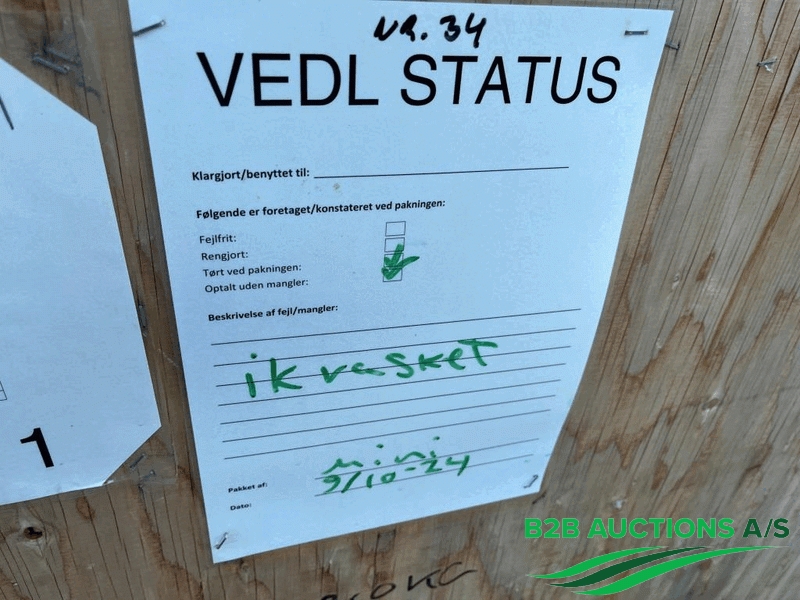 NR. 34
VEDL STATUS
Klargjort/benyttet til:
Følgende er foretaget/konstateret ved pakningen:
Fejlfrit:
Rengjort:
Tørt ved pakningen:
Optalt uden mangler:
Beskrivelse af fejl/mangler:
ik vasket
Pakket af: mini
Dato: 9/10-24
1
B2B AUCTIONS A/S